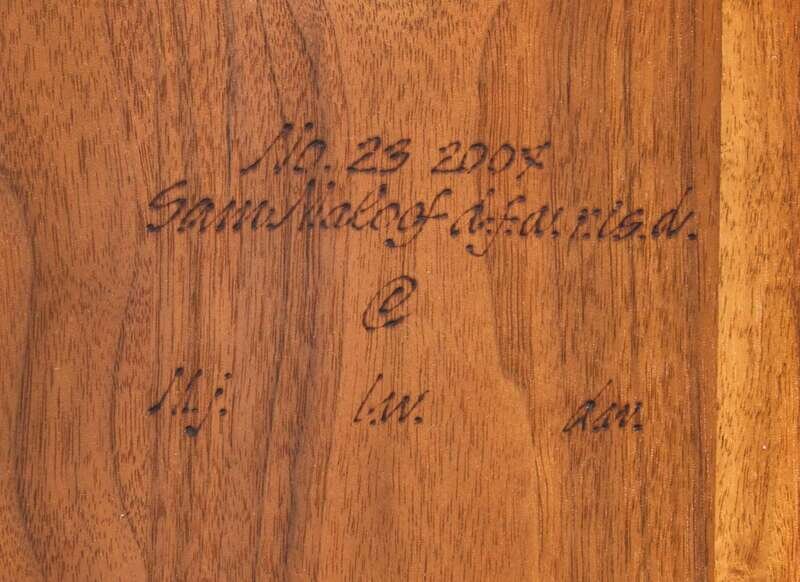 No. 23 2007
Sam Maloof d.f.a. r.i.s.d.
©
M.j. l.w. d.w.